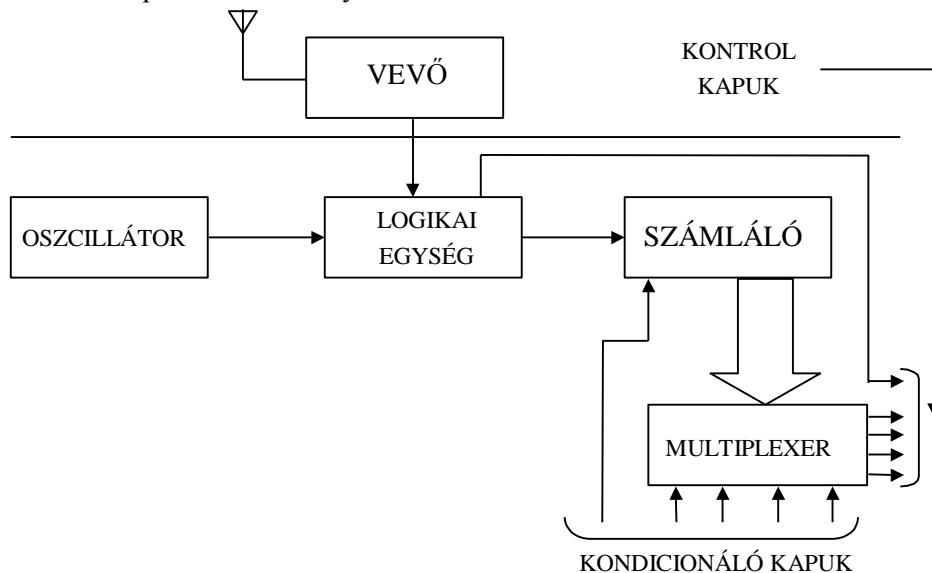 VEVŐ
KONTROL
KAPUK
OSZCILLÁTOR
LOGIKAI
EGYSÉG
SZÁMLÁLÓ
MULTIPLEXER
KONDICIONÁLÓ KAPUK